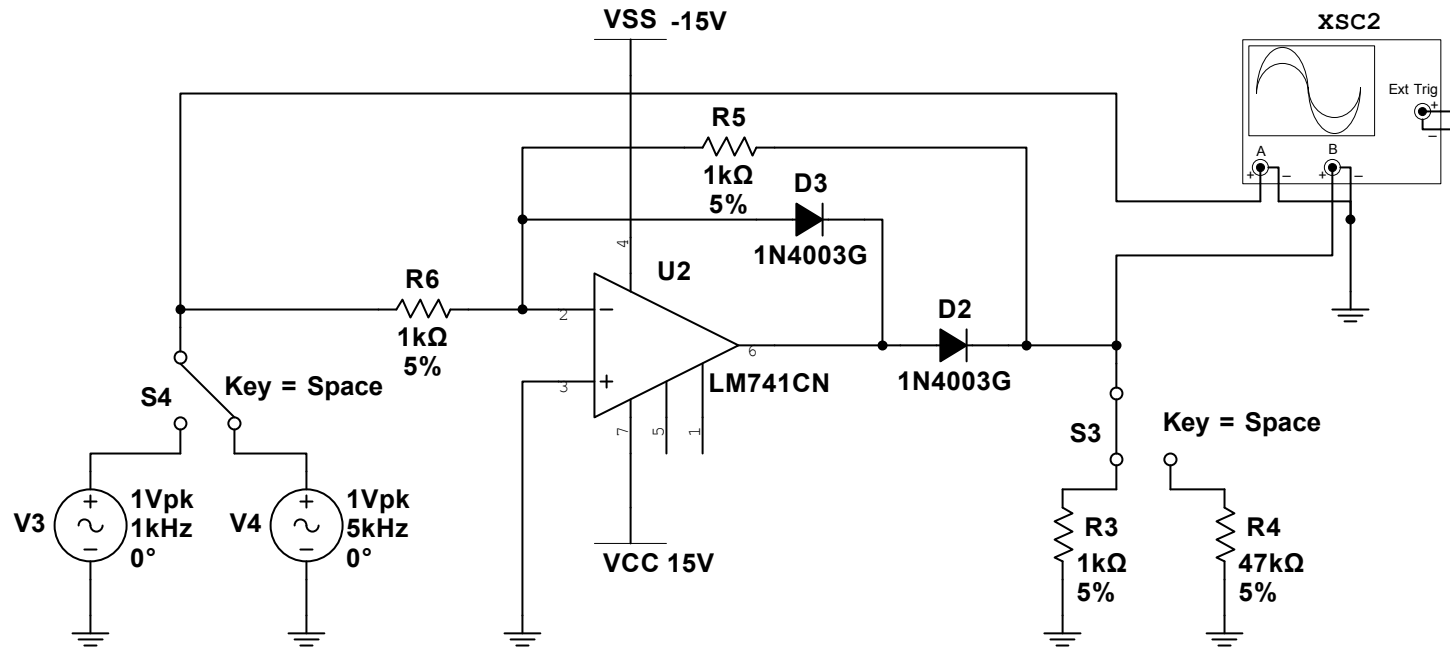 VSS -15V
XSC2
Ext Trig
+
−
A
B
+
−
+
−
R5
1kΩ
5%
D3
1N4003G
4
U2
R6
1kΩ
5%
2
−
3
+
6
LM741CN
7
5
1
D2
1N4003G
S4
Key = Space
V3
+
−
1Vpk
1kHz
0°
V4
+
−
1Vpk
5kHz
0°
VCC 15V
S3
Key = Space
R3
1kΩ
5%
R4
47kΩ
5%